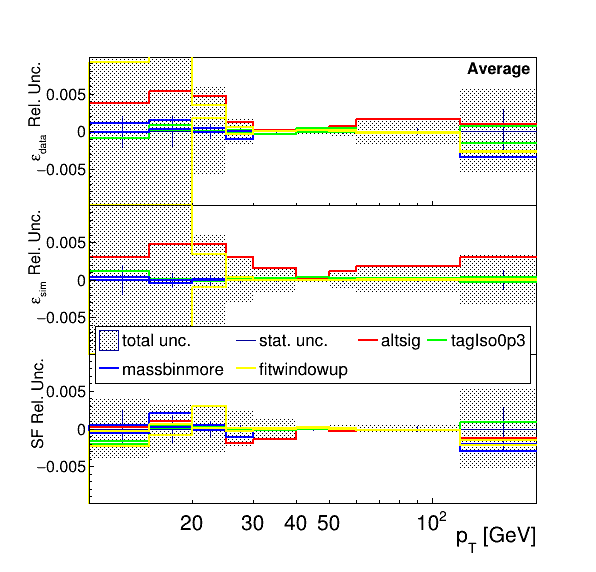 Average
ε_data Rel. Unc.
0.005
0
−0.005
ε_sim Rel. Unc.
0.005
0
−0.005
total unc. stat. unc. altsig tagIso0p3
massbinmore fitwindowup
SF Rel. Unc.
0.005
0
−0.005
20 30 40 50 10²
p_T [GeV]